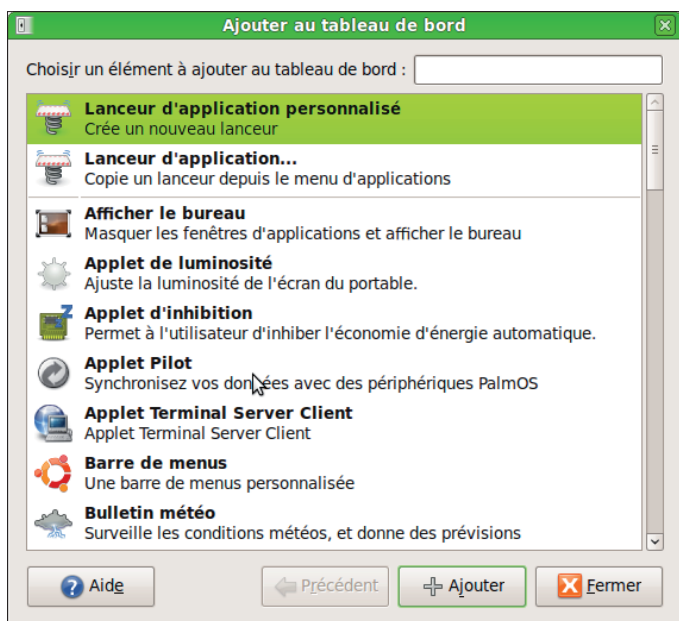 Ajouter au tableau de bord
Choisir un élément à ajouter au tableau de bord :
Lanceur d'application personnalisé
Crée un nouveau lanceur
Lanceur d'application...
Copie un lanceur depuis le menu d'applications
Afficher le bureau
Masquer les fenêtres d'applications et afficher le bureau
Applet de luminosité
Ajuste la luminosité de l'écran du portable.
Applet d'inhibition
Permet à l'utilisateur d'inhiber l'économie d'énergie automatique.
Applet Pilot
Synchronisez vos données avec des périphériques PalmOS
Applet Terminal Server Client
Applet Terminal Server Client
Barre de menus
Une barre de menus personnalisée
Bulletin météo
Surveille les conditions météos, et donne des prévisions
Aide
Précédent
Ajouter
Fermer